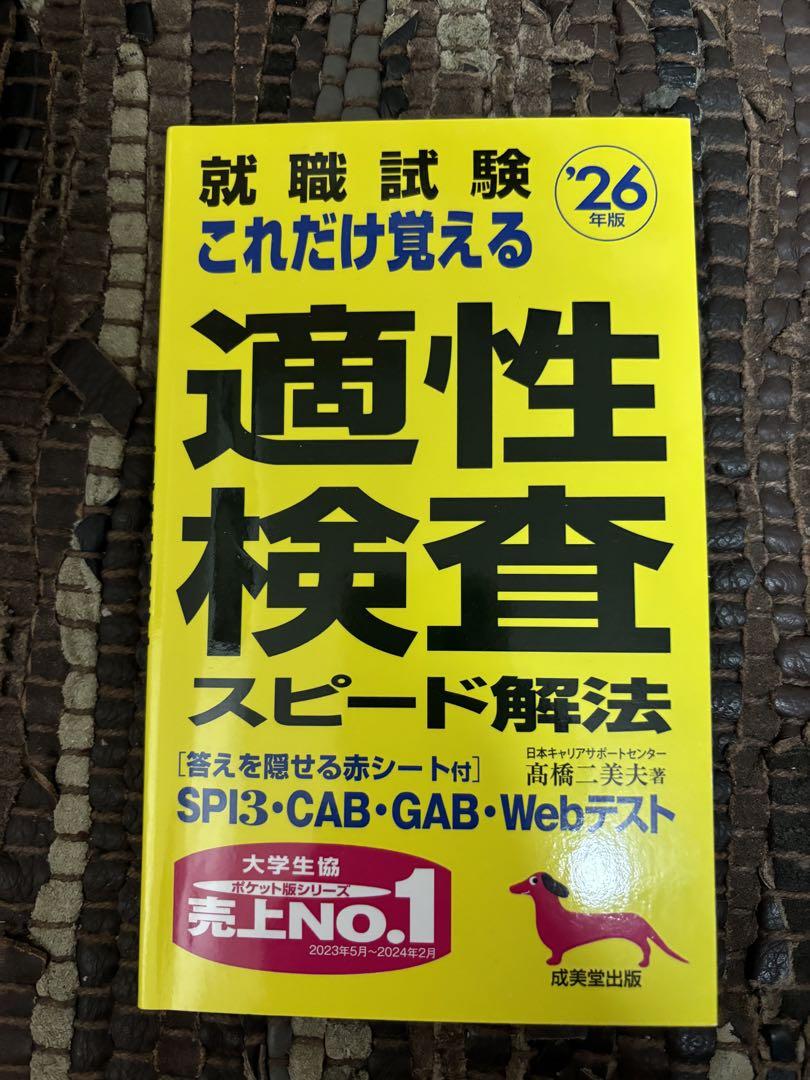 就職試験
'26
年版
これだけ覚える
適性
検査
スピード解法
[答えを隠せる赤シート付]
日本キャリアサポートセンター
髙橋二美夫著
SPI3・CAB・GAB・Webテスト
大学生協
ポケット版シリーズ
売上NO.1
2023年5月~2024年2月
成美堂出版